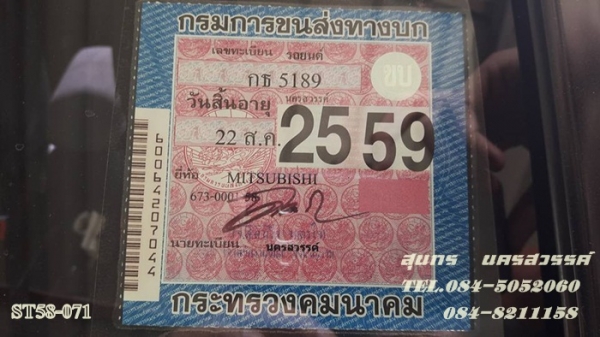 กรมการขนส่งทางบก
เลขทะเบียน รถยนต์
กธ 5189
ขบ
วันสิ้นอายุ นครสวรรค์
22 ส.ค. 2559
ยี่ห้อ MITSUBISHI
673-000
นายทะเบียน นครสวรรค์
กระทรวงคมนาคม
60064207044
สุนทร นครสวรรค์
TEL.084-5052060
084-8211158
ST58-071